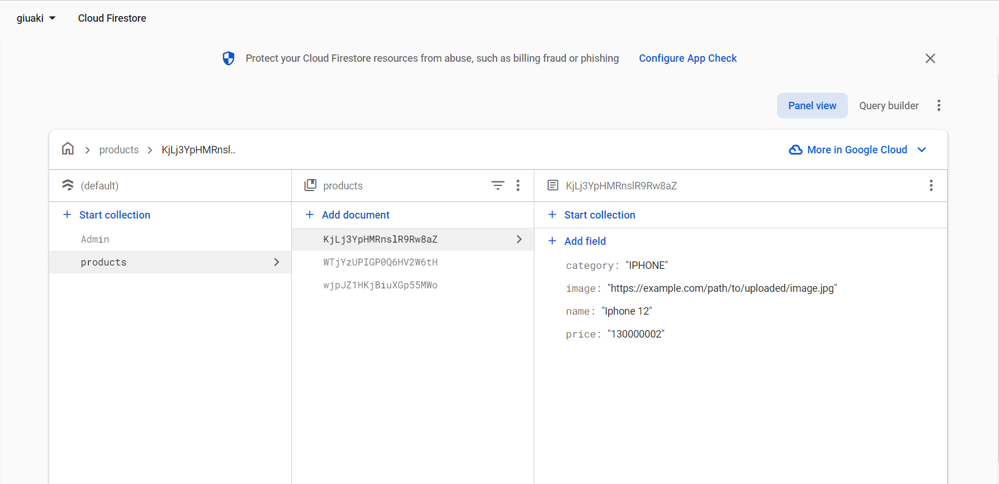 giuaki Cloud Firestore
Protect your Cloud Firestore resources from abuse, such as billing fraud or phishing Configure App Check
Panel view Query builder
products KjLj3YpHMRnsl... More in Google Cloud
(default) products KjLj3YpHMRnslR9Rw8aZ
+ Start collection + Add document + Start collection
Admin KjLj3YpHMRnslR9Rw8aZ + Add field
products WTjYzUPIGP0Q6HV2W6tH category: "IPHONE"
wjpJZ1HKjBiuXGp55MWo image: "https://example.com/path/to/uploaded/image.jpg"
name: "Iphone 12"
price: "130000002"